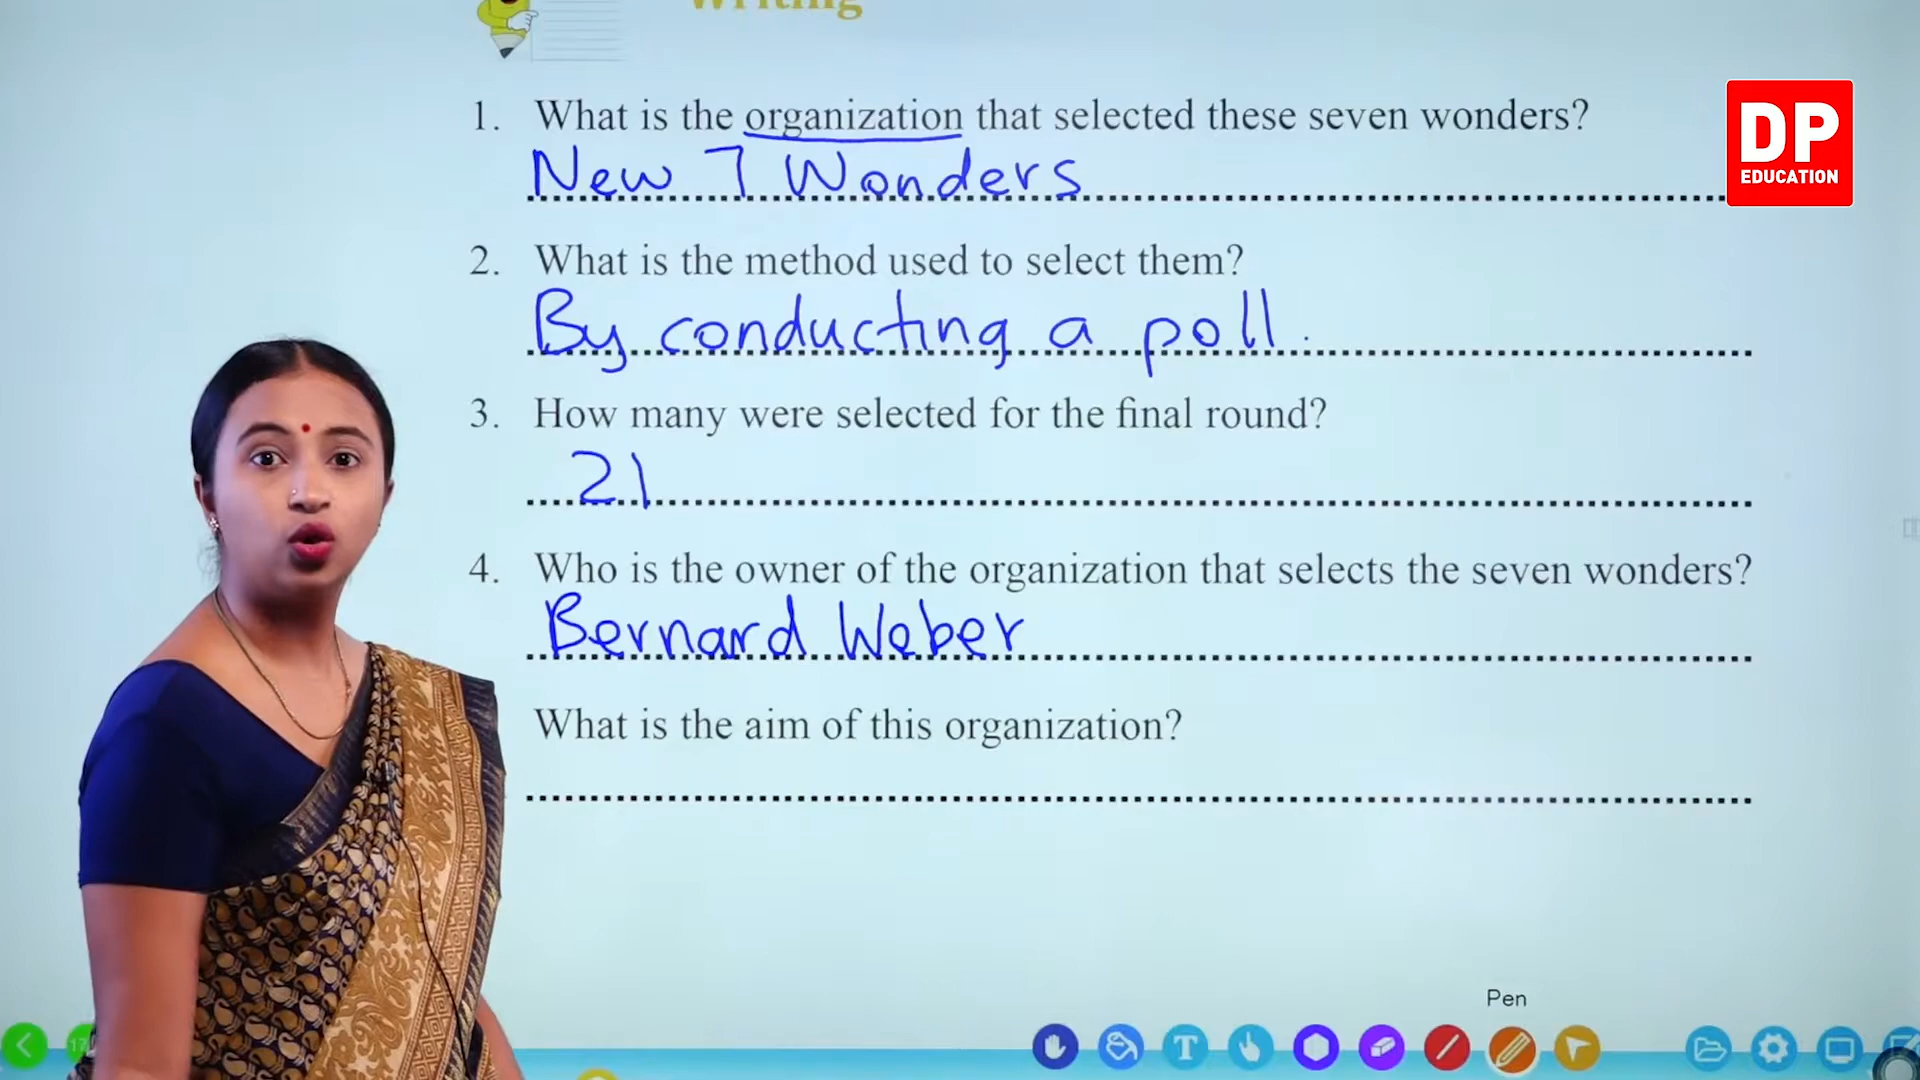 Writing
1. What is the organization that selected these seven wonders?
New 7 Wonders
2. What is the method used to select them?
By conducting a poll.
3. How many were selected for the final round?
21
4. Who is the owner of the organization that selects the seven wonders?
Bernard Weber
What is the aim of this organization?
DP
EDUCATION
Pen
17
T